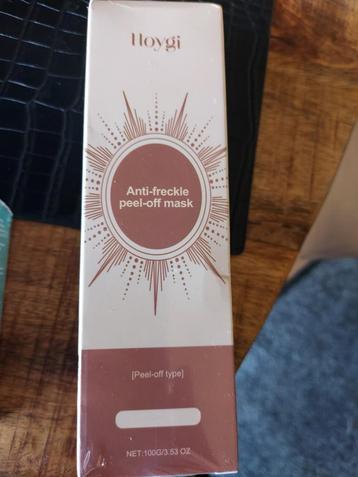 Hoygi
Anti-freckle
peel-off mask
[Peel-off type]
NET:100G/3.53 OZ